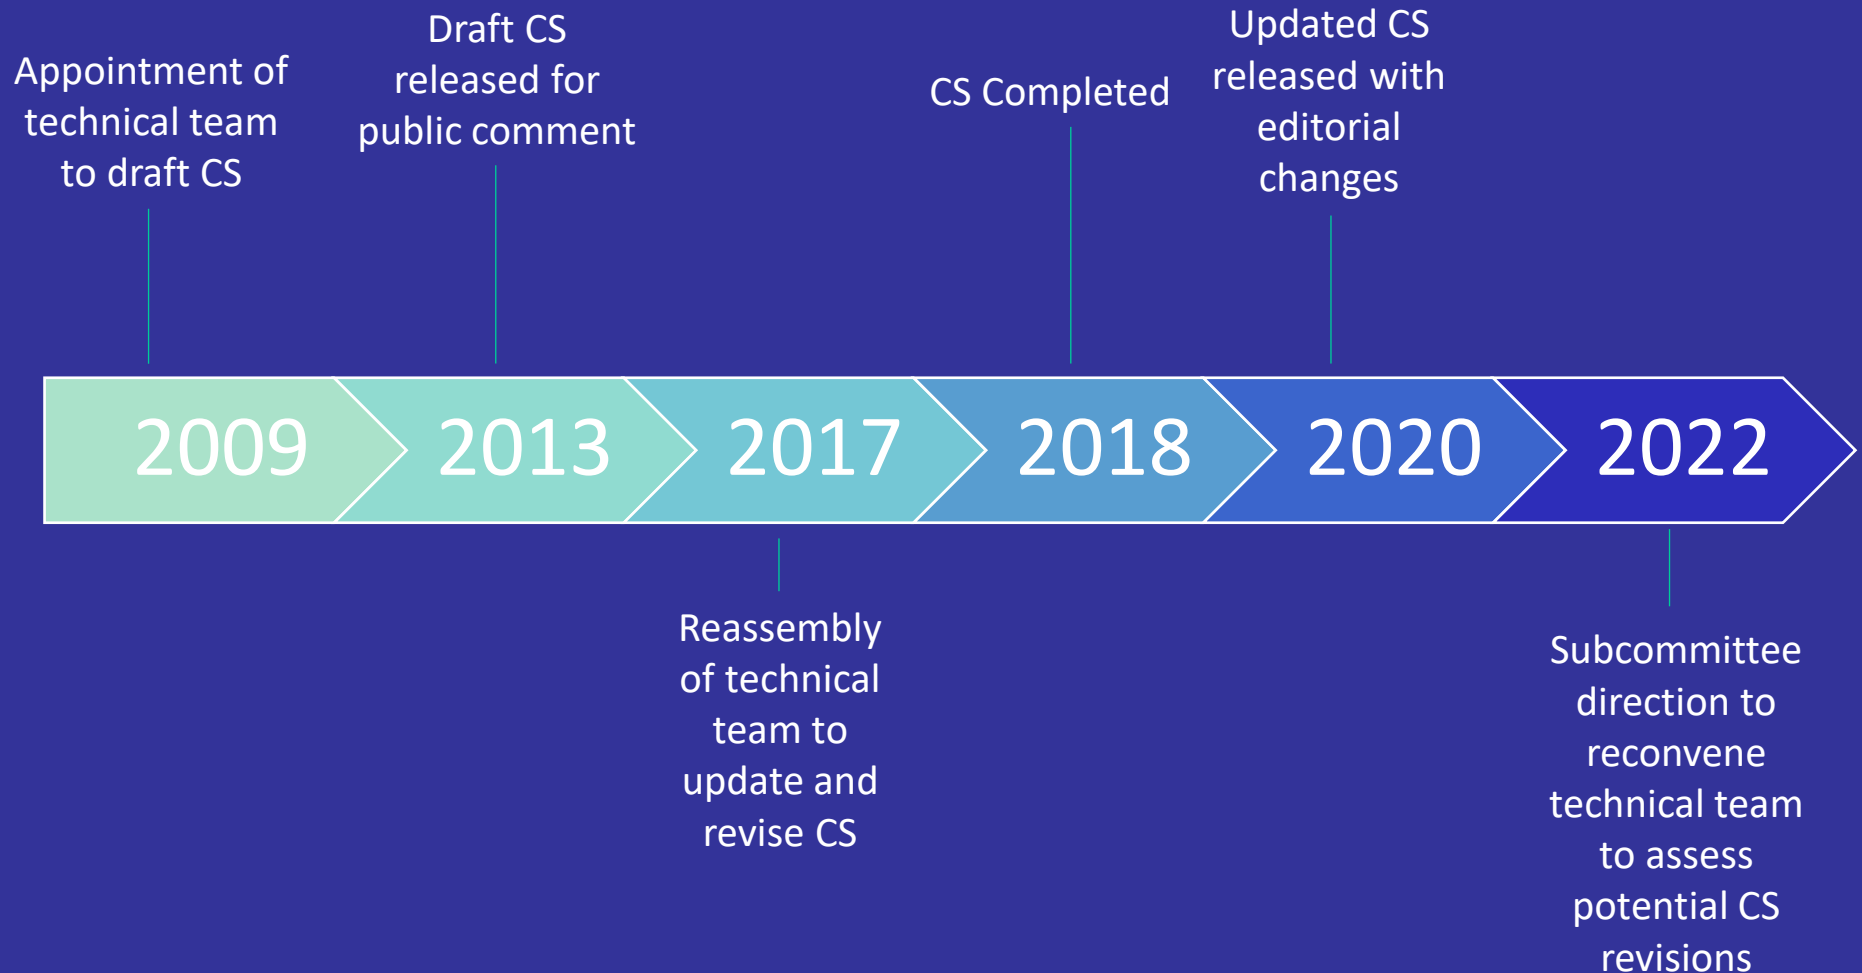 Appointment of
technical team
to draft CS
Draft CS
released for
public comment
CS Completed
Updated CS
released with
editorial
changes
2009
2013
2017
2018
2020
2022
Reassembly
of technical
team to
update and
revise CS
Subcommittee
direction to
reconvene
technical team
to assess
potential CS
revisions